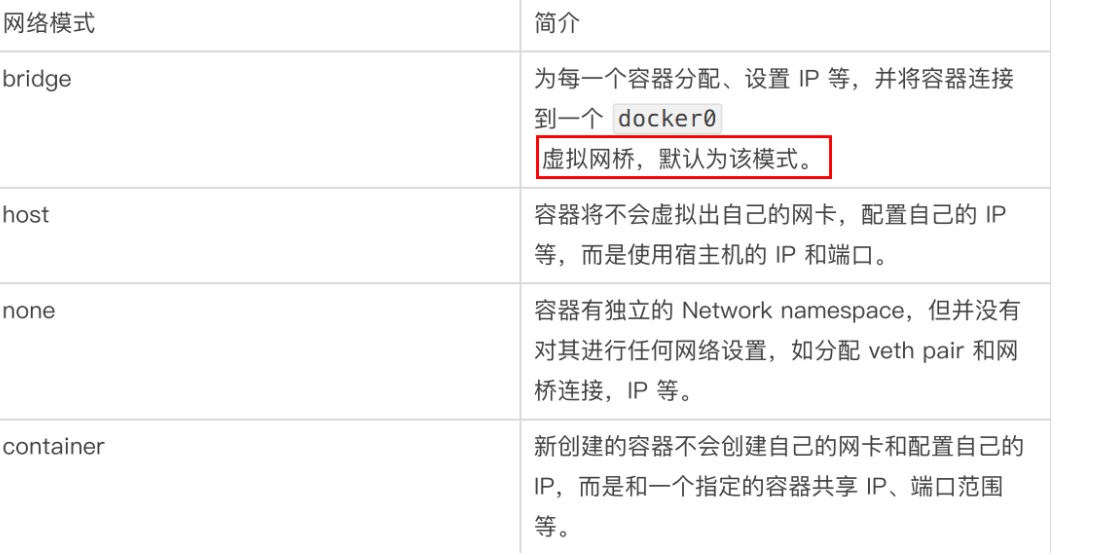 网络模式
简介
bridge
为每一个容器分配、设置 IP 等，并将容器连接
到一个 docker0
虚拟网桥，默认为该模式。
host
容器将不会虚拟出自己的网卡，配置自己的 IP
等，而是使用宿主机的 IP 和端口。
none
容器有独立的 Network namespace，但并没有
对其进行任何网络设置，如分配 veth pair 和网
桥连接，IP 等。
container
新创建的容器不会创建自己的网卡和配置自己的
IP，而是和一个指定的容器共享 IP、端口范围
等。